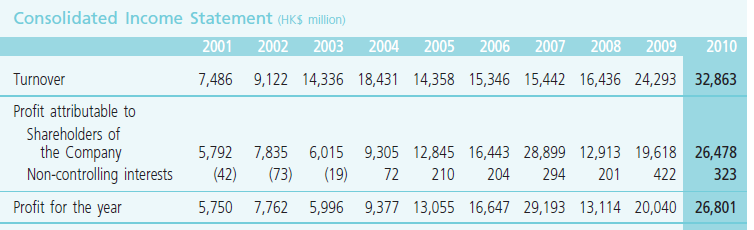 Consolidated Income Statement (HK$ million)
2001 2002 2003 2004 2005 2006 2007 2008 2009 2010
Turnover 7,486 9,122 14,336 18,431 14,358 15,346 15,442 16,436 24,293 32,863
Profit attributable to
Shareholders of
the Company 5,792 7,835 6,015 9,305 12,845 16,443 28,899 12,913 19,618 26,478
Non-controlling interests (42) (73) (19) 72 210 204 294 201 422 323
Profit for the year 5,750 7,762 5,996 9,377 13,055 16,647 29,193 13,114 20,040 26,801